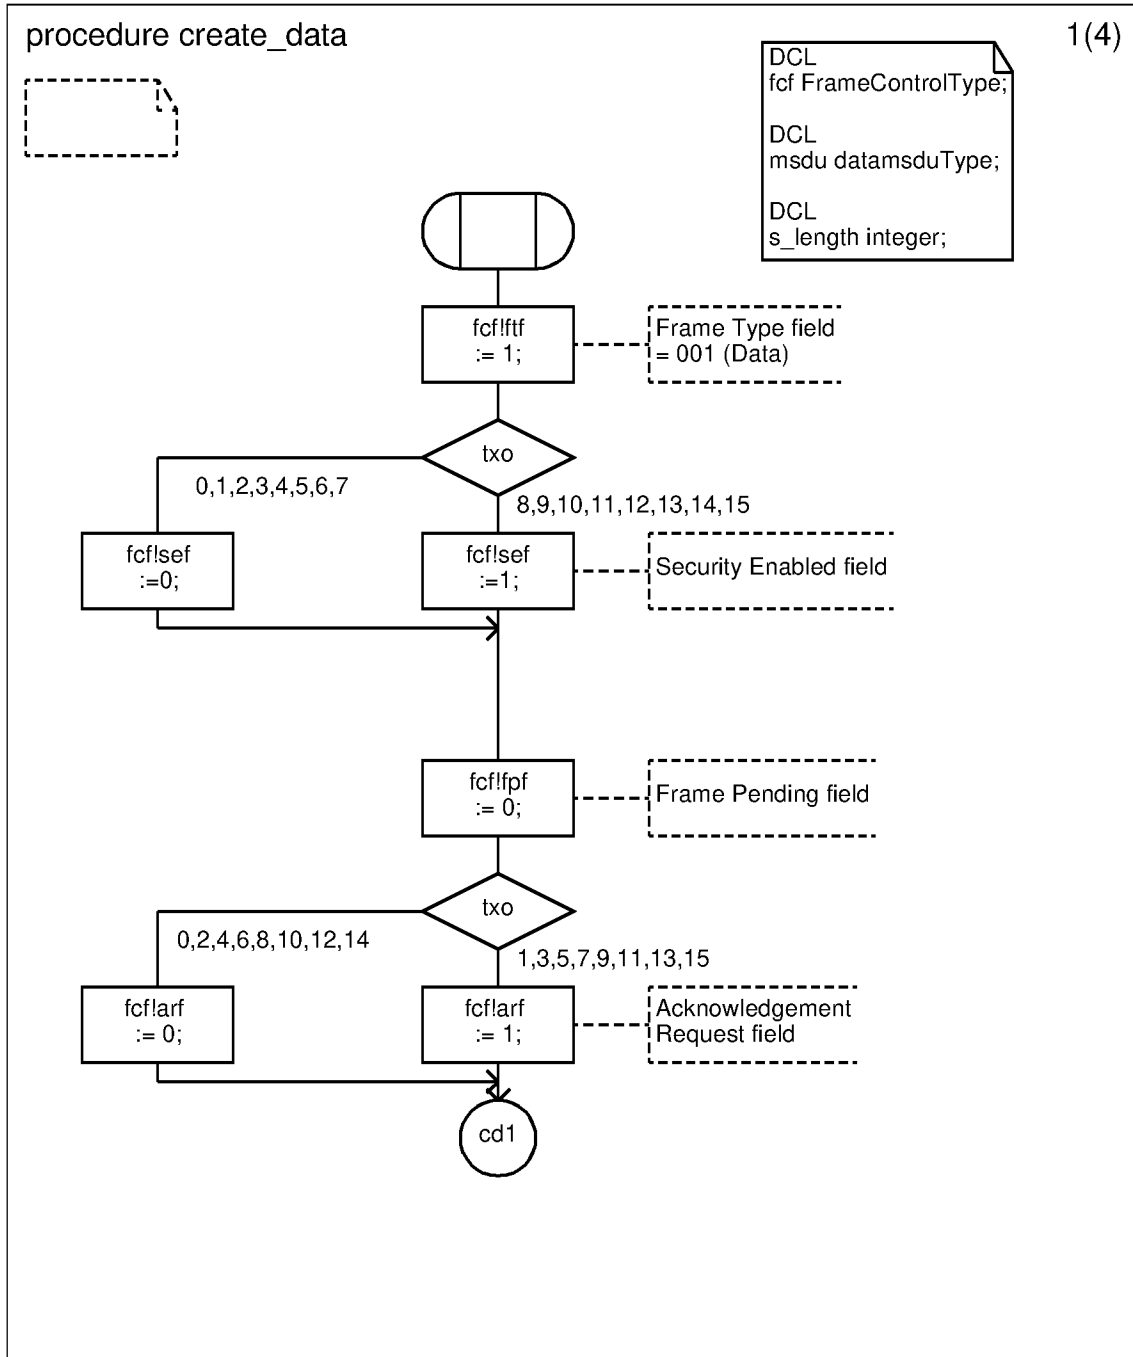 procedure create_data
1(4)
DCL
fcf FrameControlType;
DCL
msdu datamsduType;
DCL
s_length integer;
fcf!ftf
:= 1;
Frame Type field
= 001 (Data)
txo
0,1,2,3,4,5,6,7
8,9,10,11,12,13,14,15
fcf!sef
:=0;
fcf!sef
:=1;
Security Enabled field
fcf!fpf
:= 0;
Frame Pending field
txo
0,2,4,6,8,10,12,14
1,3,5,7,9,11,13,15
fcf!arf
:= 0;
fcf!arf
:= 1;
Acknowledgement
Request field
cd1